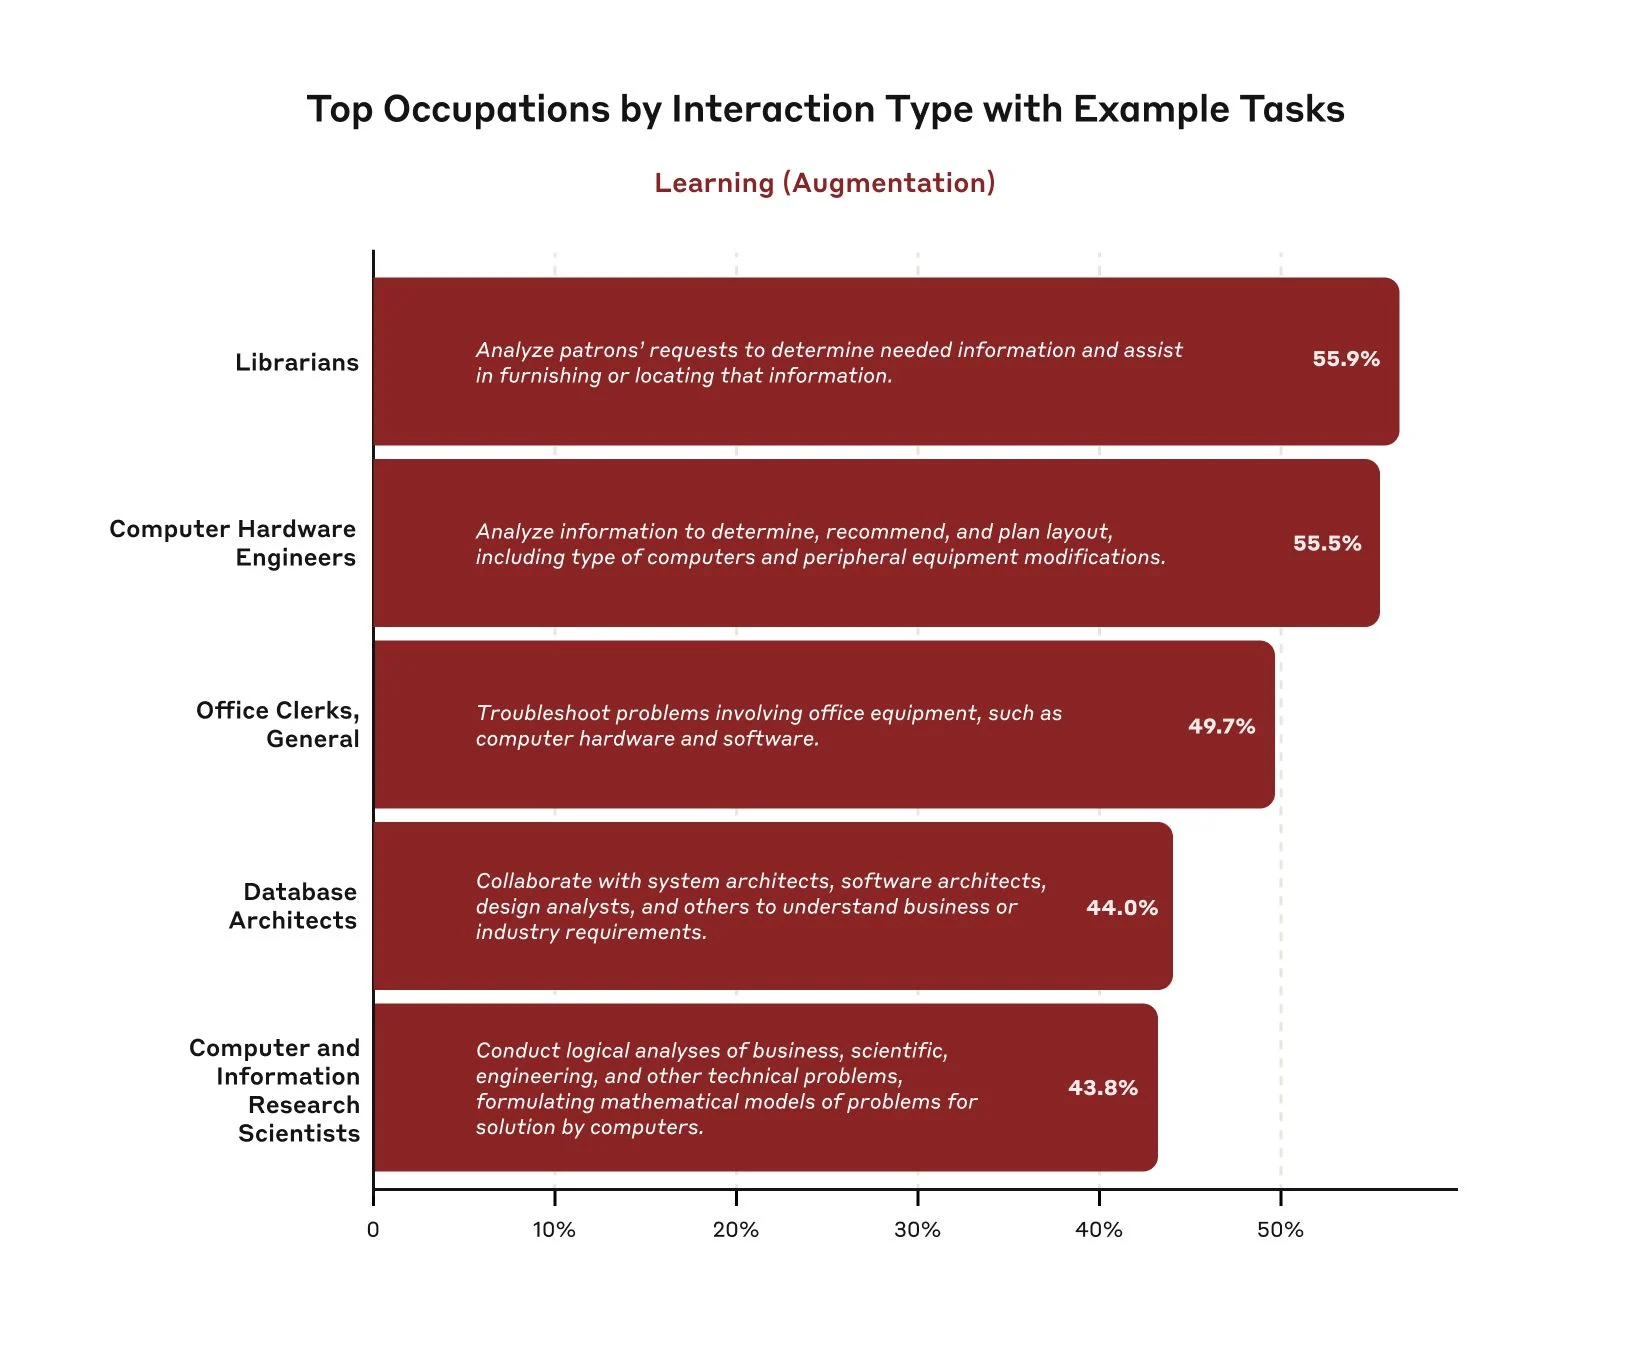 Top Occupations by Interaction Type with Example Tasks
Learning (Augmentation)
Librarians
Analyze patrons’ requests to determine needed information and assist
in furnishing or locating that information.
55.9%
Computer Hardware
Engineers
Analyze information to determine, recommend, and plan layout,
including type of computers and peripheral equipment modifications.
55.5%
Office Clerks,
General
Troubleshoot problems involving office equipment, such as
computer hardware and software.
49.7%
Database
Architects
Collaborate with system architects, software architects,
design analysts, and others to understand business or
industry requirements.
44.0%
Computer and
Information
Research
Scientists
Conduct logical analyses of business, scientific,
engineering, and other technical problems,
formulating mathematical models of problems for
solution by computers.
43.8%
0 10% 20% 30% 40% 50%